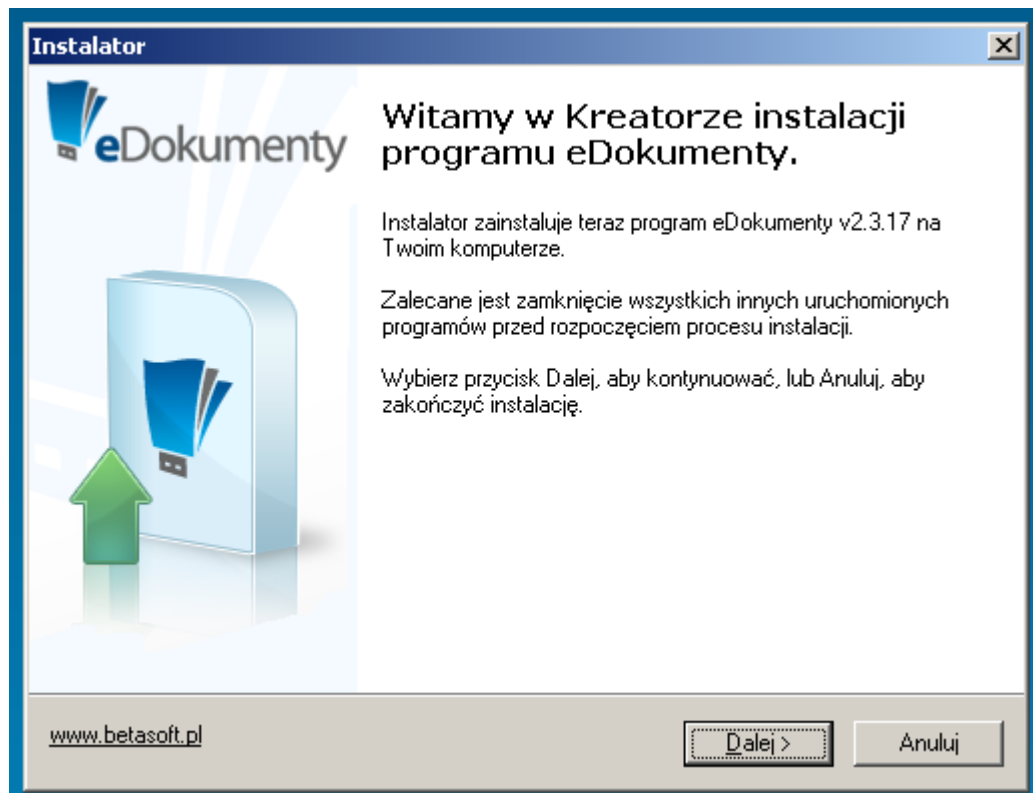 Instalator
eDokumenty
Witamy w Kreatorze instalacji
programu eDokumenty.
Instalator zainstaluje teraz program eDokumenty v2.3.17 na
Twoim komputerze.
Zalecane jest zamknięcie wszystkich innych uruchomionych
programów przed rozpoczęciem procesu instalacji.
Wybierz przycisk Dalej, aby kontynuować, lub Anuluj, aby
zakończyć instalację.
www.betasoft.pl
Dalej >
Anuluj